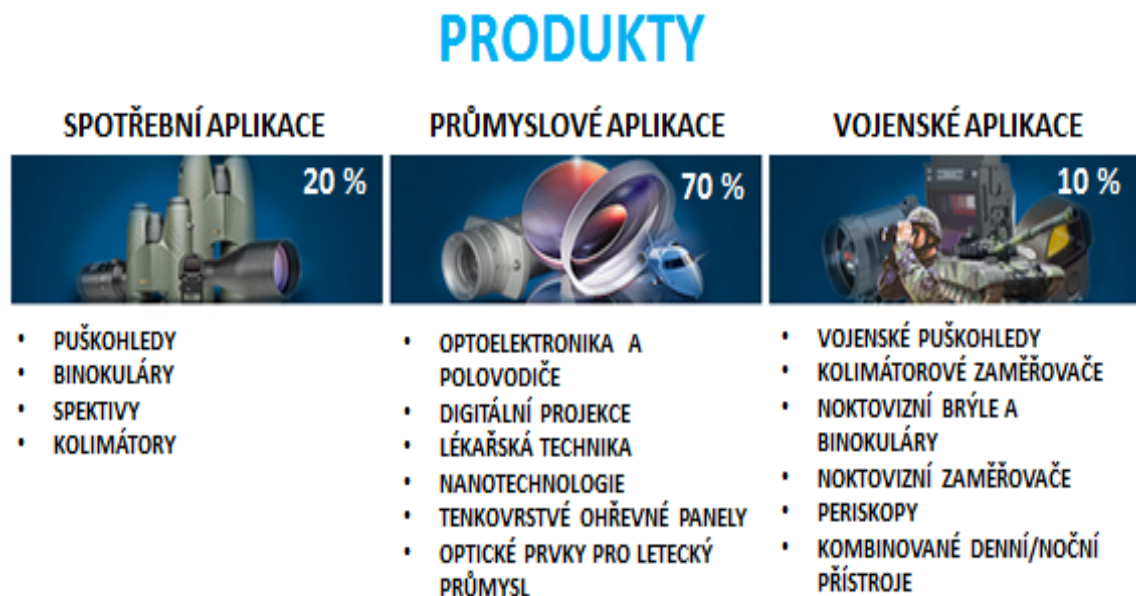 PRODUKTY
SPOTŘEBNÍ APLIKACE
20 %
• PUŠKOHLEDY
• BINOKULÁRY
• SPEKTIVY
• KOLIMÁTORY
PRŮMYSLOVÉ APLIKACE
70 %
• OPTOELEKTRONIKA A
POLOVODIČE
• DIGITÁLNÍ PROJEKCE
• LÉKAŘSKÁ TECHNIKA
• NANOTECHNOLOGIE
• TENKOVRSTVÉ OHŘEVNÉ PANELY
• OPTICKÉ PRVKY PRO LETECKÝ
PRŮMYSL
VOJENSKÉ APLIKACE
10 %
• VOJENSKÉ PUŠKOHLEDY
• KOLIMÁTOROVÉ ZAMĚŘOVAČE
• NOKTOVIZNÍ BRÝLE A
BINOKULÁRY
• NOKTOVIZNÍ ZAMĚŘOVAČE
• PERISKOPY
• KOMBINOVANÉ DENNÍ/NOČNÍ
PŘÍSTROJE